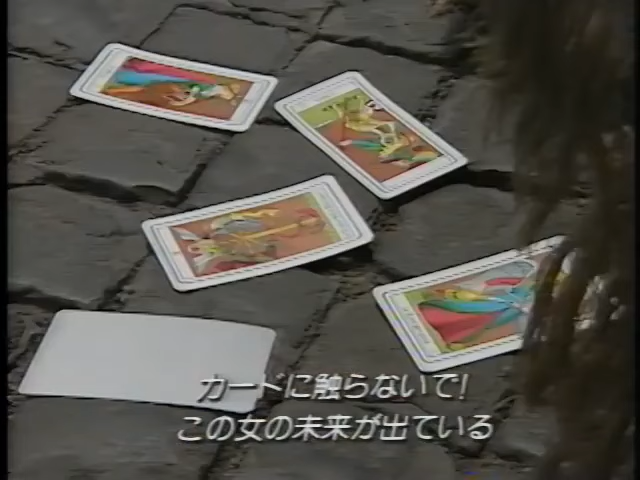 カードに触らないで！
この女の未来が出ている